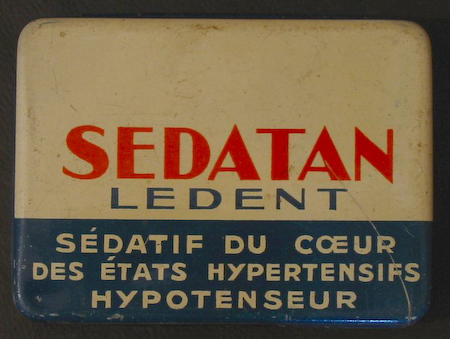 SEDATAN
LEDENT
SÉDATIF DU CŒUR
DES ÉTATS HYPERTENSIFS
HYPOTENSEUR